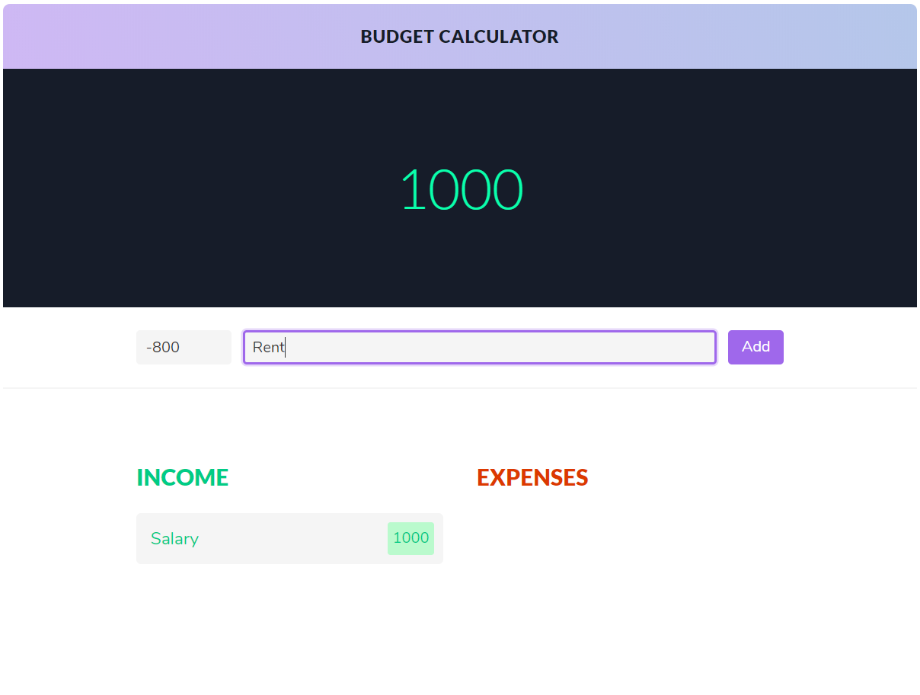 BUDGET CALCULATOR
1000
-800 Rent Add
INCOME EXPENSES
Salary 1000